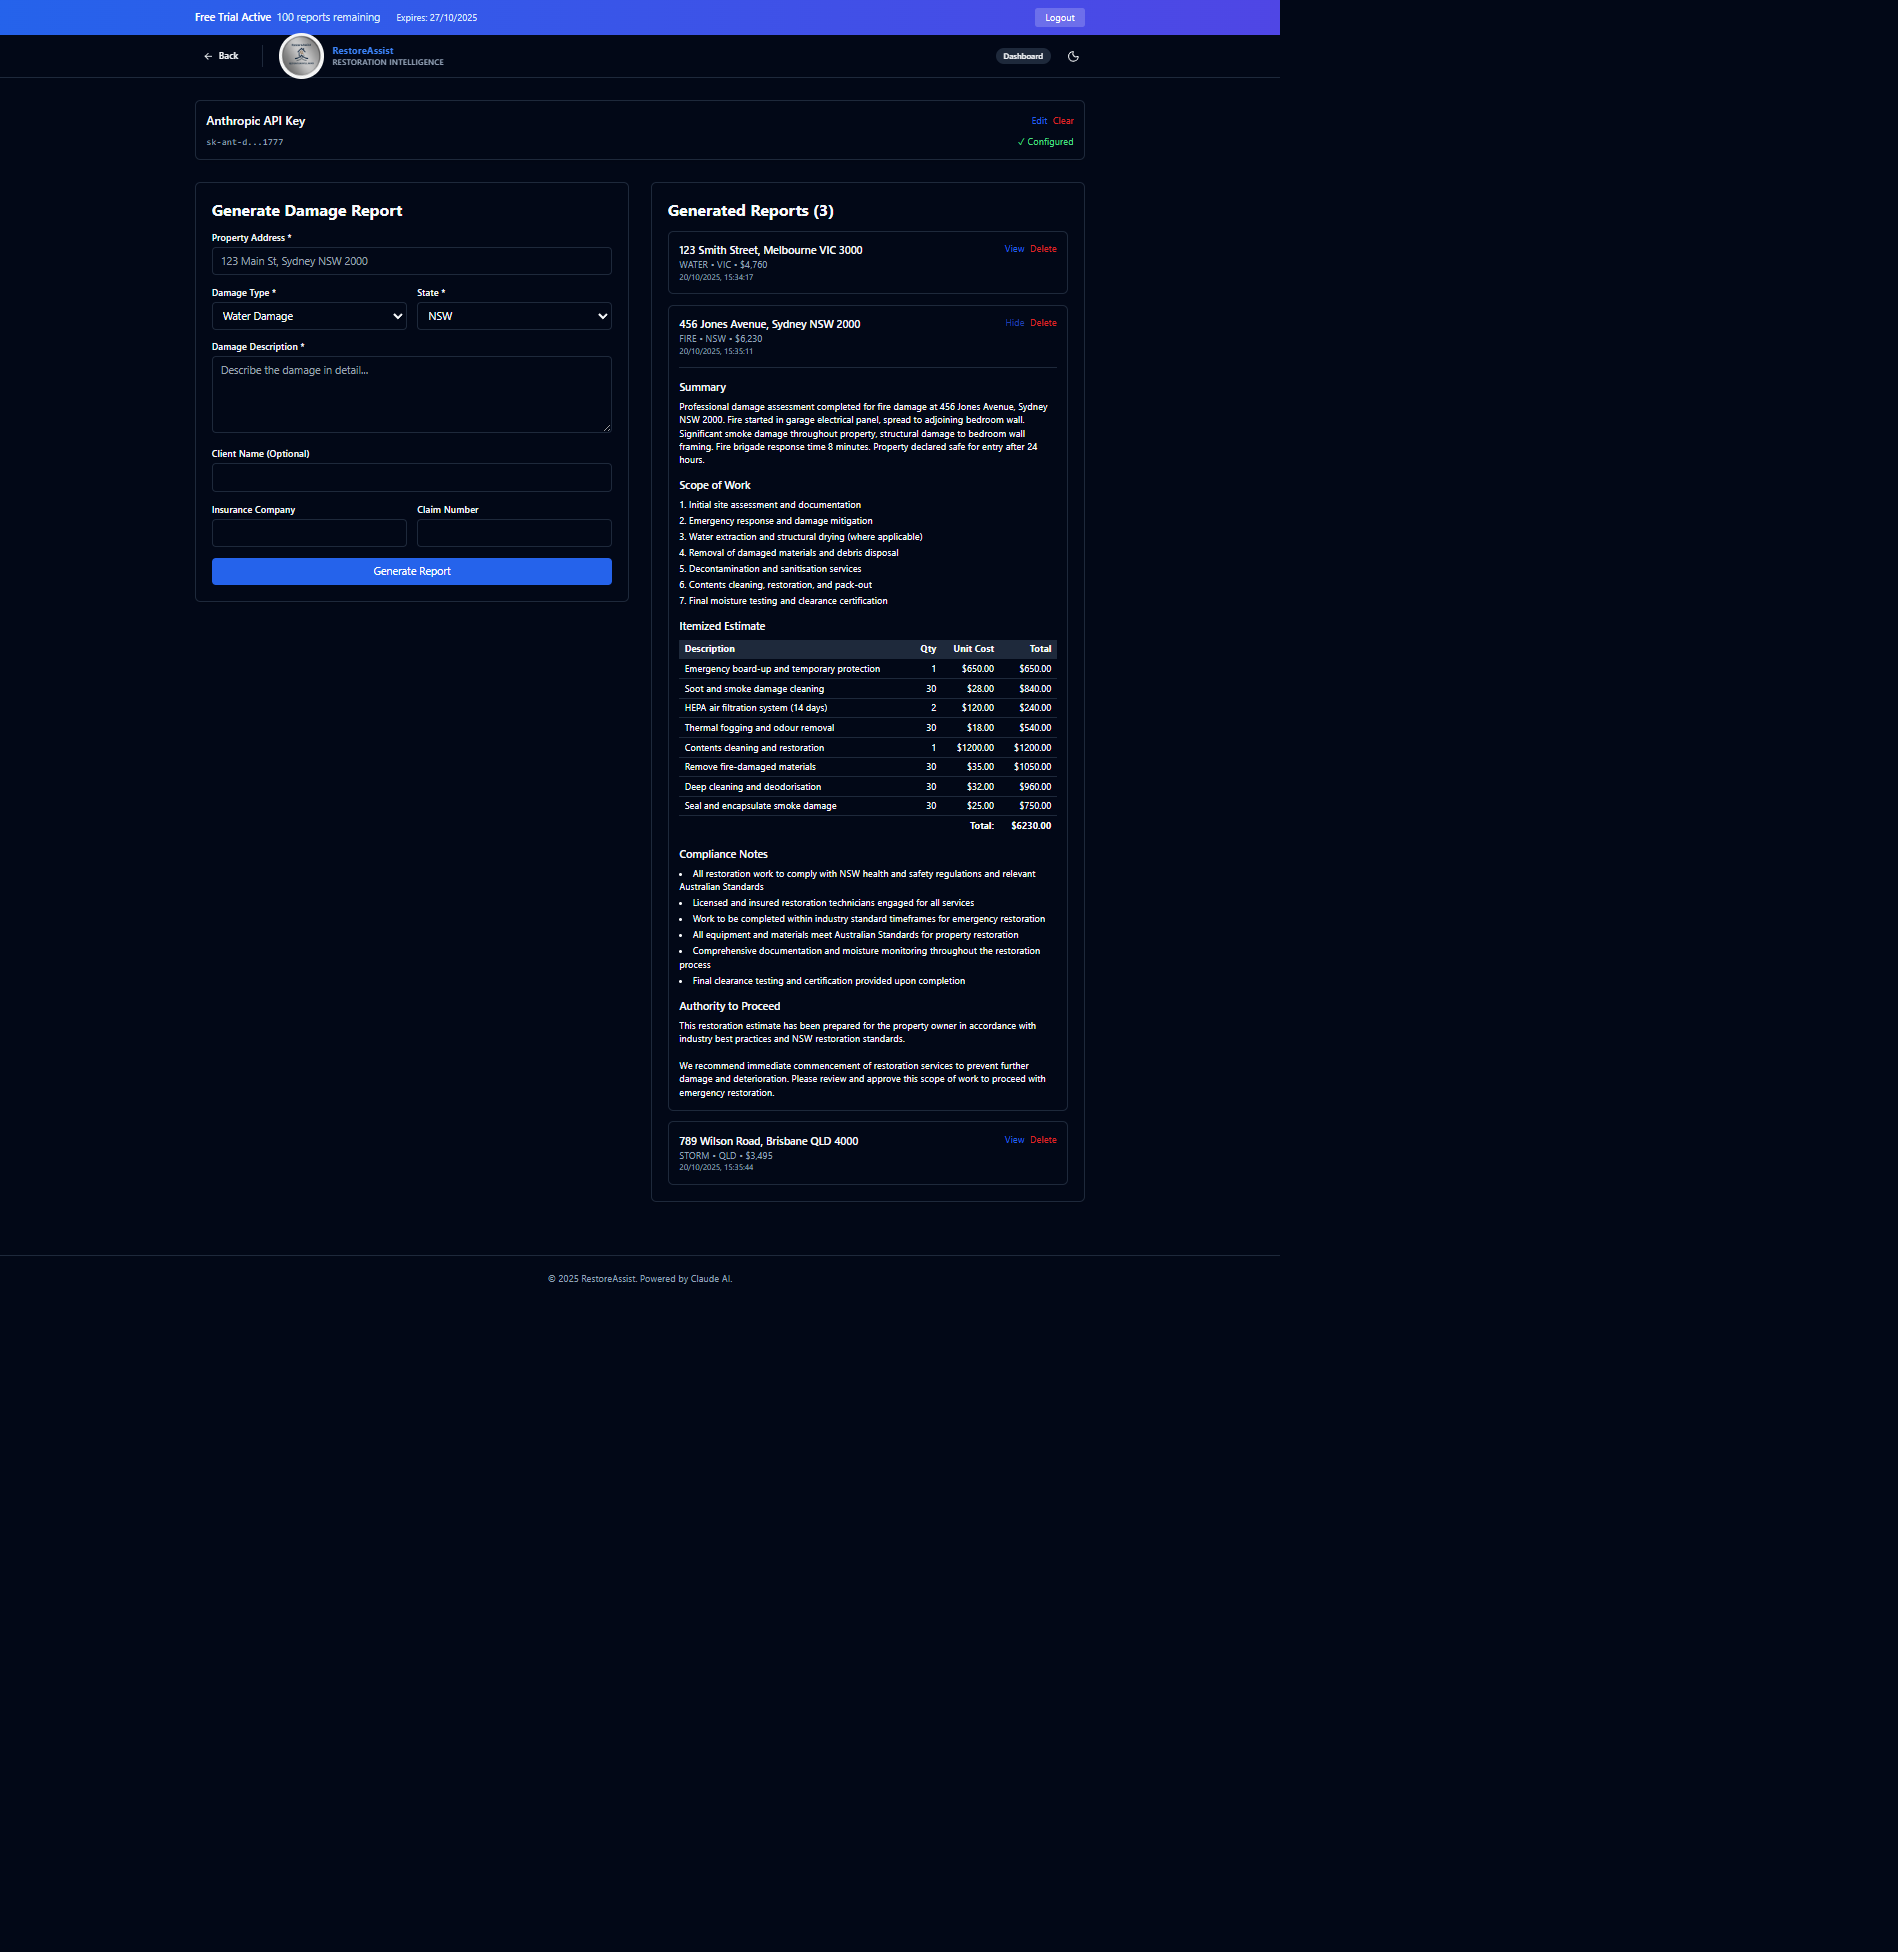 Free Trial Active 100 reports remaining Expires: 27/10/2025 Logout
← Back RestoreAssist Dashboard
RESTORATION INTELLIGENCE
Anthropic API Key Edit Clear
sk-ant-d...1777 ✓ Configured
Generate Damage Report
Property Address *
123 Main St, Sydney NSW 2000
Damage Type * State *
Water Damage NSW
Damage Description *
Describe the damage in detail...
Client Name (Optional)
Insurance Company Claim Number
Generate Report
Generated Reports (3)
123 Smith Street, Melbourne VIC 3000 View Delete
WATER • VIC • $4,760
20/10/2025, 15:34:17
456 Jones Avenue, Sydney NSW 2000 Hide Delete
FIRE • NSW • $6,230
20/10/2025, 15:35:11
Summary
Professional damage assessment completed for fire damage at 456 Jones Avenue, Sydney
NSW 2000. Fire started in garage electrical panel, spread to adjoining bedroom wall.
Significant smoke damage throughout property, structural damage to bedroom wall
framing. Fire brigade response time 8 minutes. Property declared safe for entry after 24
hours.
Scope of Work
1. Initial site assessment and documentation
2. Emergency response and damage mitigation
3. Water extraction and structural drying (where applicable)
4. Removal of damaged materials and debris disposal
5. Decontamination and sanitisation services
6. Contents cleaning, restoration, and pack-out
7. Final moisture testing and clearance certification
Itemized Estimate
Description Qty Unit Cost Total
Emergency board-up and temporary protection 1 $650.00 $650.00
Soot and smoke damage cleaning 30 $28.00 $840.00
HEPA air filtration system (14 days) 2 $120.00 $240.00
Thermal fogging and odour removal 30 $18.00 $540.00
Contents cleaning and restoration 1 $1200.00 $1200.00
Remove fire-damaged materials 30 $35.00 $1050.00
Deep cleaning and deodorisation 30 $32.00 $960.00
Seal and encapsulate smoke damage 30 $25.00 $750.00
Total: $6230.00
Compliance Notes
• All restoration work to comply with NSW health and safety regulations and relevant
Australian Standards
• Licensed and insured restoration technicians engaged for all services
• Work to be completed within industry standard timeframes for emergency restoration
• All equipment and materials meet Australian Standards for property restoration
• Comprehensive documentation and moisture monitoring throughout the restoration
process
• Final clearance testing and certification provided upon completion
Authority to Proceed
This restoration estimate has been prepared for the property owner in accordance with
industry best practices and NSW restoration standards.
We recommend immediate commencement of restoration services to prevent further
damage and deterioration. Please review and approve this scope of work to proceed with
emergency restoration.
789 Wilson Road, Brisbane QLD 4000 View Delete
STORM • QLD • $3,495
20/10/2025, 15:35:44
© 2025 RestoreAssist. Powered by Claude AI.